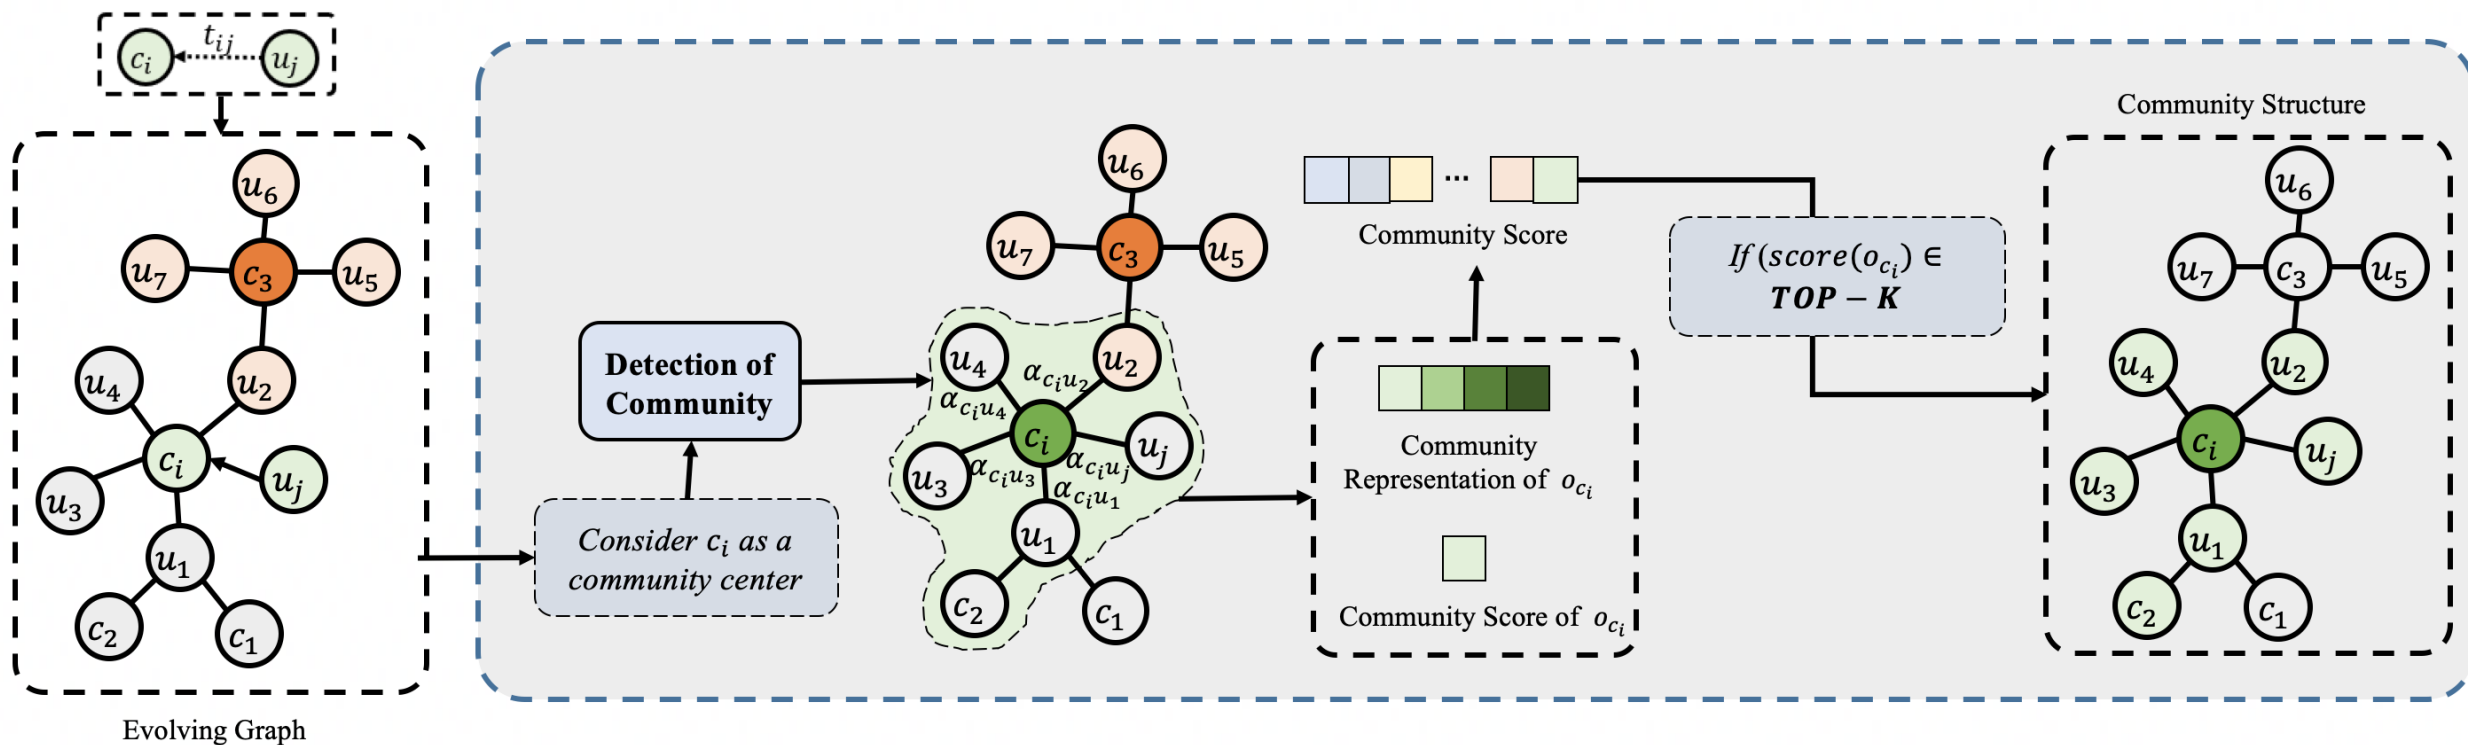 c_i t_ij u_j
u_6
u_7 c_3 u_5
u_4 u_2
c_i u_j
u_3
u_1
c_2 c_1
Evolving Graph
Consider c_i as a
community center
Detection of
Community
u_6
u_7 c_3 u_5
u_4 α_{c_i u_2} u_2
α_{c_i u_4}
c_i u_j
u_3 α_{c_i u_3} α_{c_i u_j}
α_{c_i u_1}
u_1
c_2 c_1
...
Community Score
Community
Representation of o_{c_i}
Community Score of o_{c_i}
If (score(o_{c_i}) ∈
TOP − K
Community Structure
u_6
u_7 c_3 u_5
u_4 u_2
c_i u_j
u_3
u_1
c_2 c_1